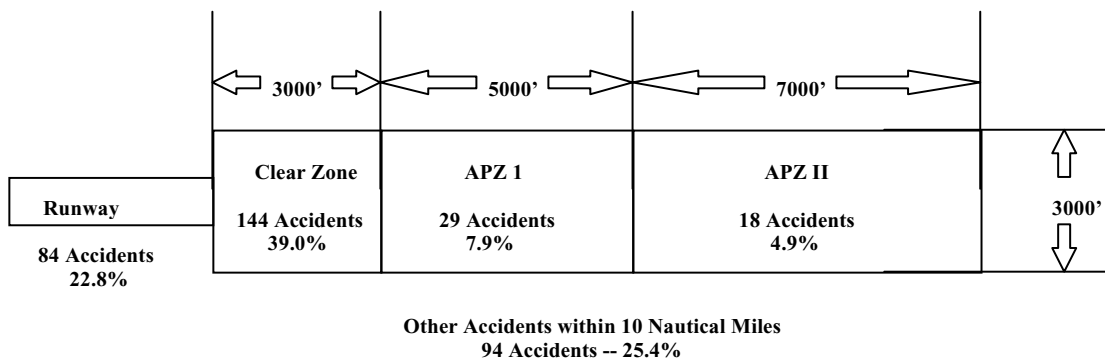 3000’
5000’
7000’
Clear Zone
APZ 1
APZ II
Runway
144 Accidents
29 Accidents
18 Accidents
3000’
39.0%
7.9%
4.9%
84 Accidents
22.8%
Other Accidents within 10 Nautical Miles
94 Accidents -- 25.4%